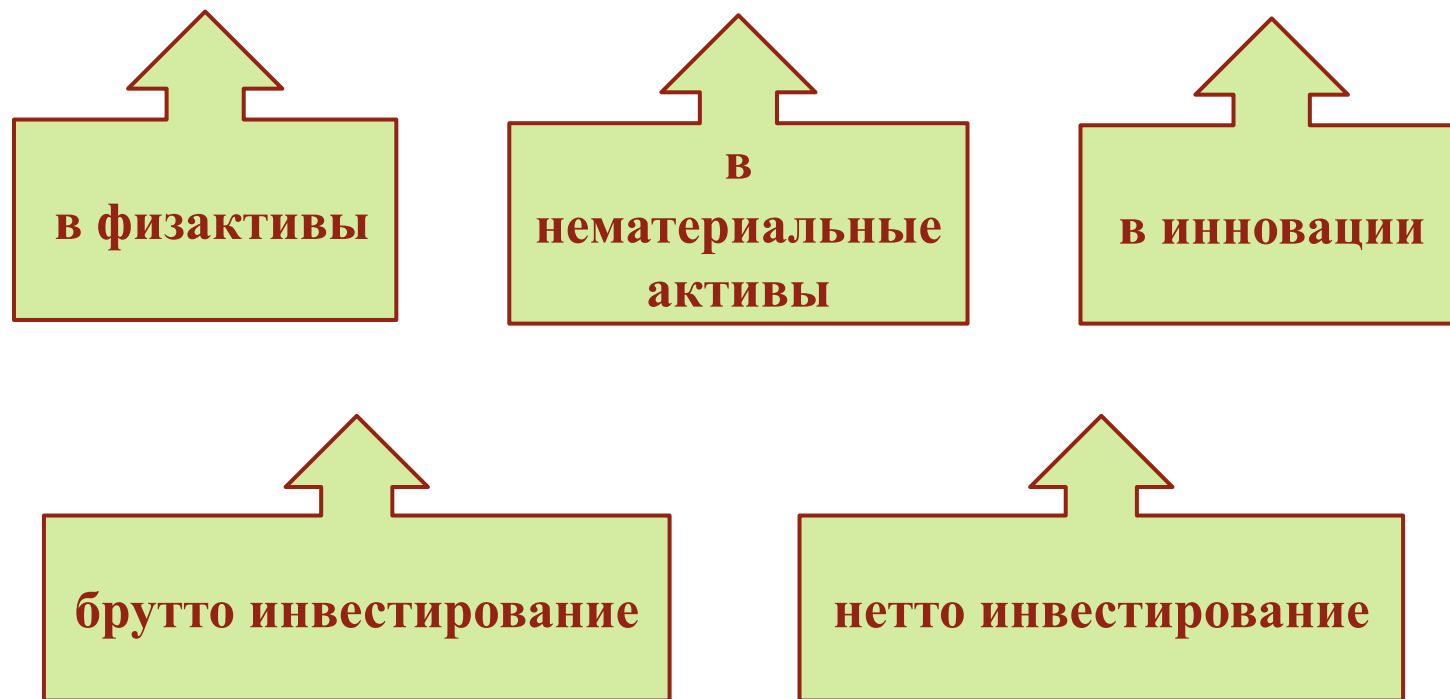 в физактивы
в
нематериальные
активы
в инновации
брутто инвестирование
нетто инвестирование